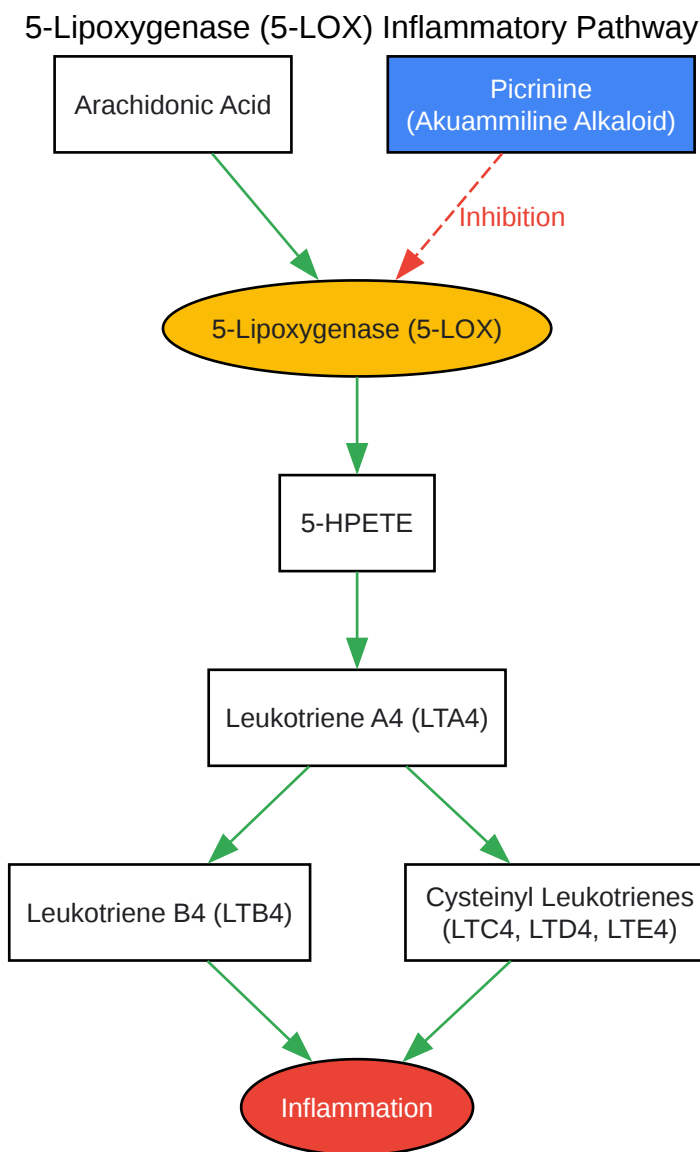 5-Lipoxygenase (5-LOX) Inflammatory Pathway
Arachidonic Acid
Picrinine
(Akuammiline Alkaloid)
Inhibition
5-Lipoxygenase (5-LOX)
5-HPETE
Leukotriene A4 (LTA4)
Leukotriene B4 (LTB4)
Cysteinyl Leukotrienes
(LTC4, LTD4, LTE4)
Inflammation